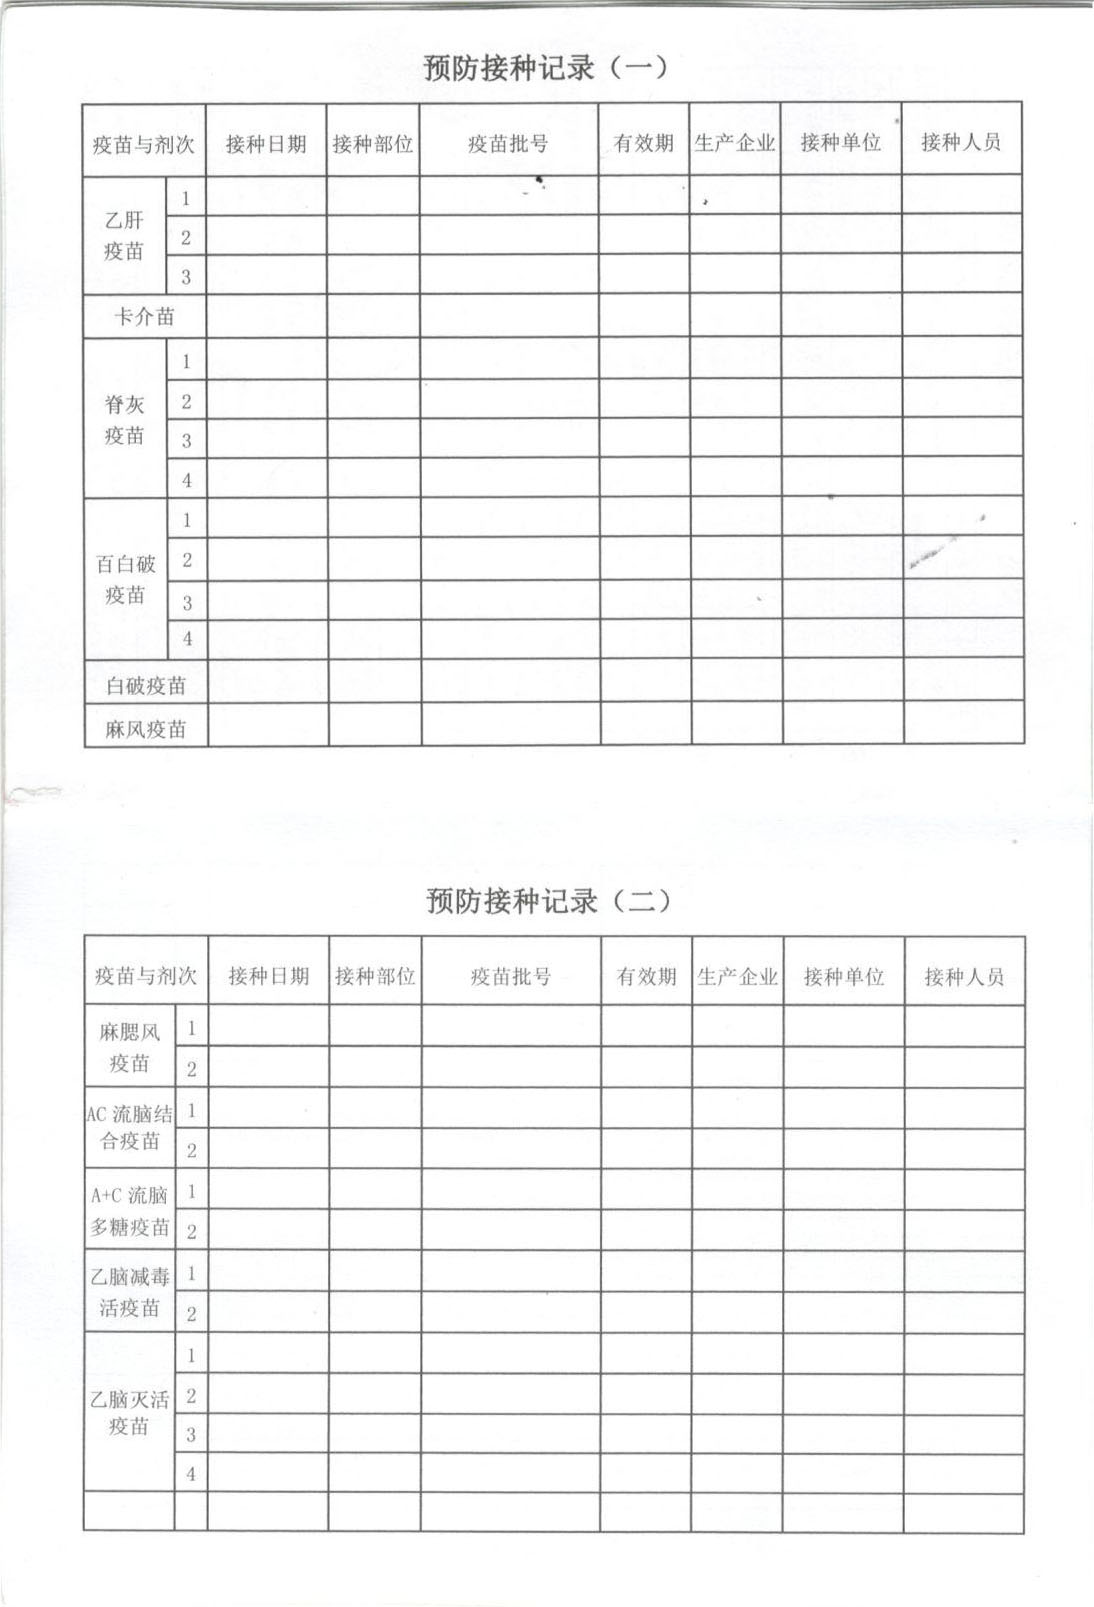 预防接种记录（一）
疫苗与剂次 接种日期 接种部位 疫苗批号 有效期 生产企业 接种单位 接种人员
乙肝
疫苗
1
2
3
卡介苗
脊灰
疫苗
1
2
3
4
百白破
疫苗
1
2
3
4
白破疫苗
麻风疫苗
预防接种记录（二）
疫苗与剂次 接种日期 接种部位 疫苗批号 有效期 生产企业 接种单位 接种人员
麻腮风
疫苗
1
2
AC 流脑结
合疫苗
1
2
A+C 流脑
多糖疫苗
1
2
乙脑减毒
活疫苗
1
2
乙脑灭活
疫苗
1
2
3
4